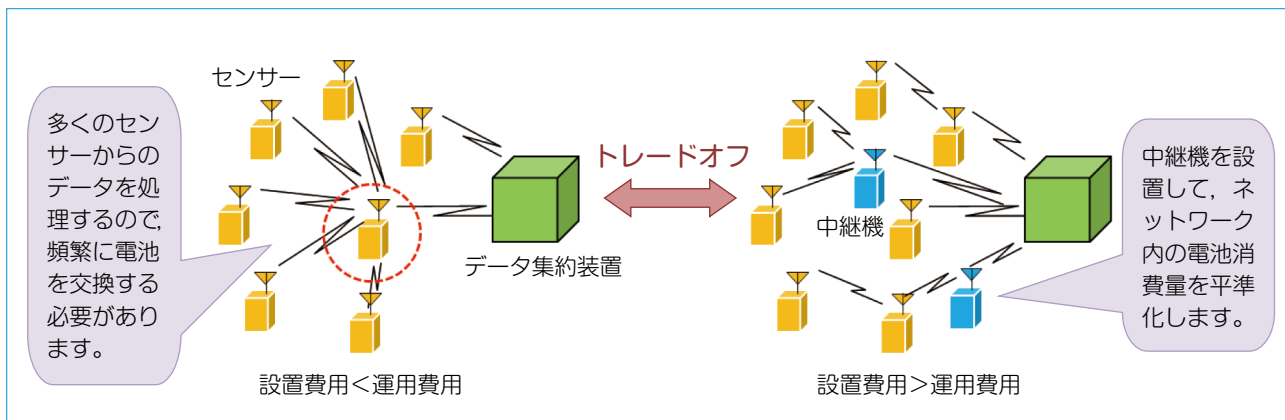 センサー
多くのセン
サーからの
データを処
理するので,
頻繁に電池
を交換する
必要があり
ます。
データ集約装置
設置費用＜運用費用
トレードオフ
中継機
中継機を設
置して，ネ
ットワーク
内の電池消
費量を平準
化します。
設置費用＞運用費用